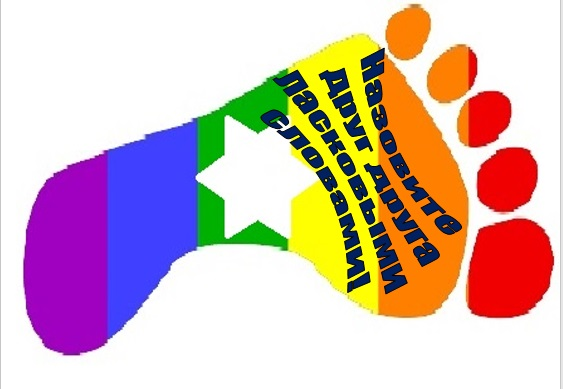 Назовите
друг друга
ласковыми
словами!